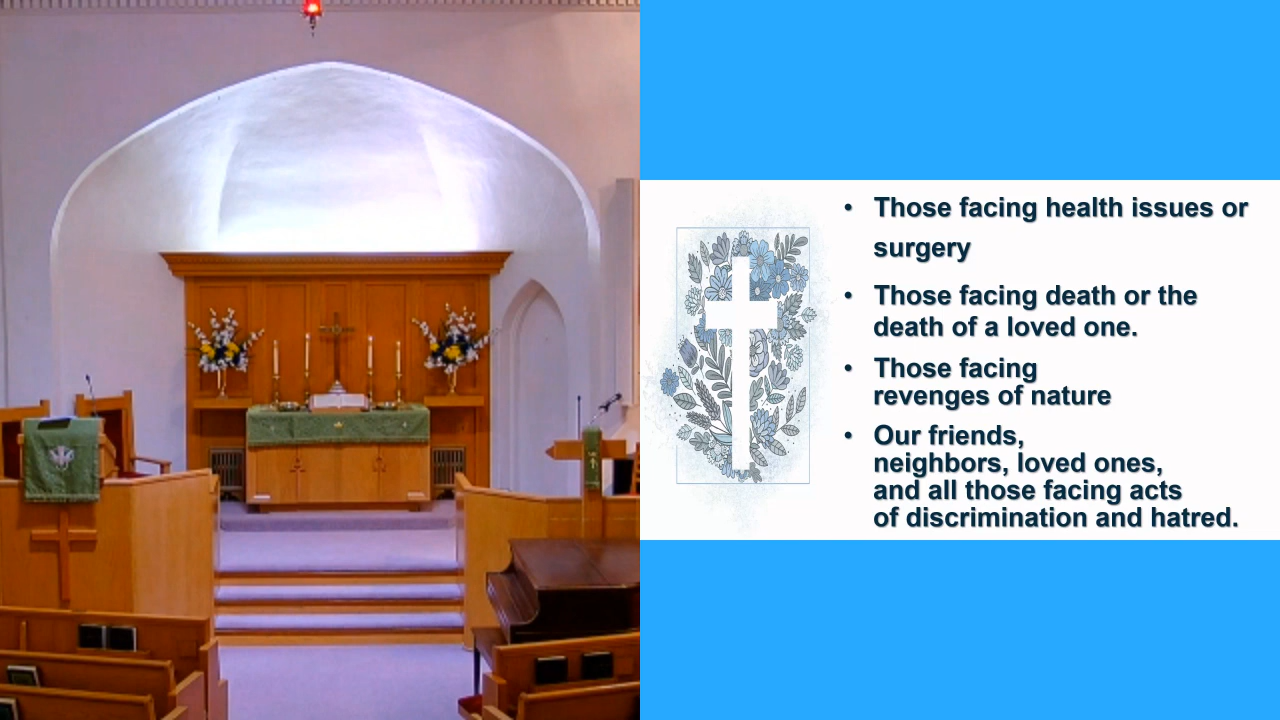 • Those facing health issues or
surgery
• Those facing death or the
death of a loved one.
• Those facing
revenges of nature
• Our friends,
neighbors, loved ones,
and all those facing acts
of discrimination and hatred.